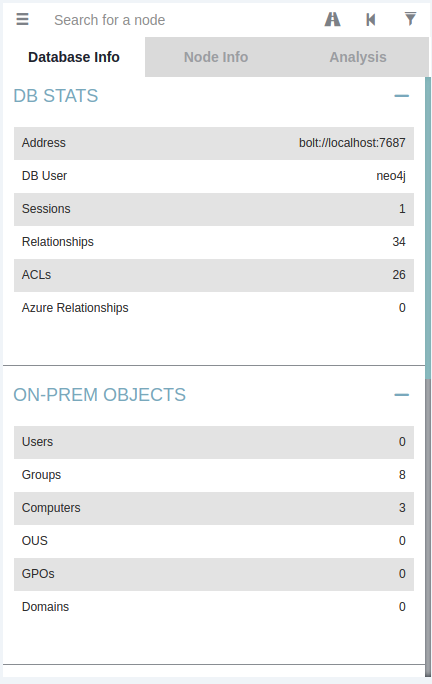 Search for a node
Database Info Node Info Analysis
DB STATS
Address bolt://localhost:7687
DB User neo4j
Sessions 1
Relationships 34
ACLs 26
Azure Relationships 0
ON-PREM OBJECTS
Users 0
Groups 8
Computers 3
OUS 0
GPOs 0
Domains 0